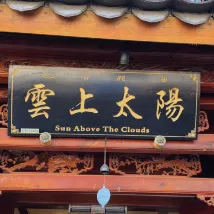 雲上太陽
Sun Above The Clouds